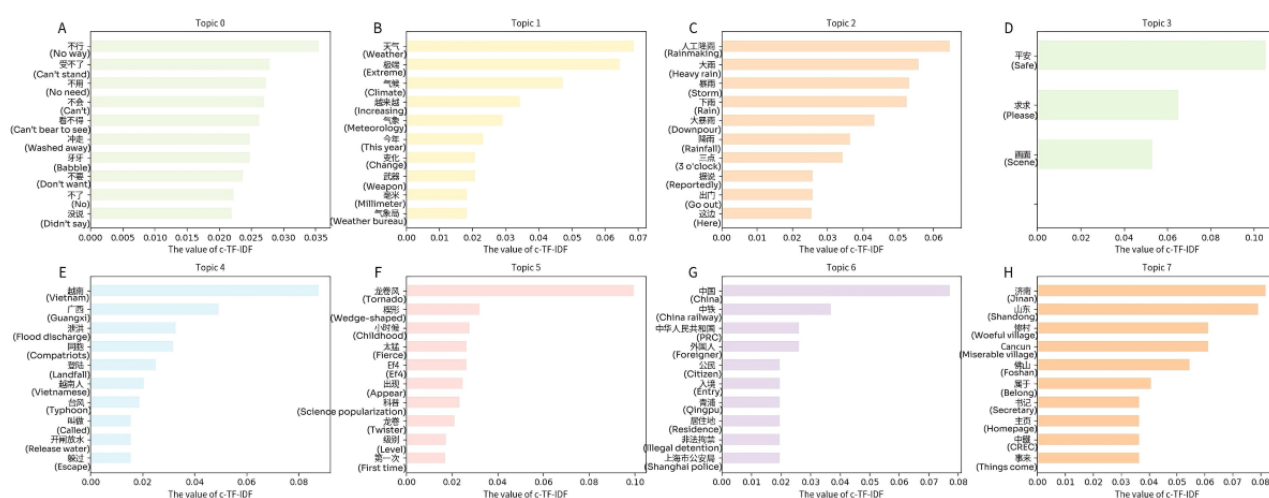 A
Topic 0
不行
(No way)
受不了
(Can't stand)
不用
(No need)
不会
(Can't)
看不得
(Can't bear to see)
冲走
(Washed away)
牙牙
(Babble)
不要
(Don't want)
不了
(No)
没说
(Didn't say)
0.000 0.005 0.010 0.015 0.020 0.025 0.030 0.035
The value of c-TF-IDF
B
Topic 1
天气
(Weather)
极端
(Extreme)
气候
(Climate)
越来越
(Increasing)
气象
(Meteorology)
今年
(This year)
变化
(Change)
武器
(Weapon)
毫米
(Millimeter)
气象局
(Weather bureau)
0.00 0.01 0.02 0.03 0.04 0.05 0.06 0.07
The value of c-TF-IDF
C
Topic 2
人工降雨
(Rainmaking)
大雨
(Heavy rain)
暴雨
(Storm)
下雨
(Rain)
大暴雨
(Downpour)
降雨
(Rainfall)
三点
(3 o'clock)
据说
(Reportedly)
出门
(Go out)
这边
(Here)
0.00 0.01 0.02 0.03 0.04 0.05 0.06
The value of c-TF-IDF
D
Topic 3
平安
(Safe)
求求
(Please)
画面
(Scene)
0.00 0.02 0.04 0.06 0.08 0.10
The value of c-TF-IDF
E
Topic 4
越南
(Vietnam)
广西
(Guangxi)
泄洪
(Flood discharge)
同胞
(Compatriots)
登陆
(Landfall)
越南人
(Vietnamese)
台风
(Typhoon)
叫做
(Called)
开闸放水
(Release water)
躲过
(Escape)
0.00 0.02 0.04 0.06 0.08
The value of c-TF-IDF
F
Topic 5
龙卷风
(Tornado)
楔形
(Wedge-shaped)
小时候
(Childhood)
太猛
(Fierce)
Ef4
(Ef4)
出现
(Appear)
科普
(Science popularization)
龙卷
(Twister)
级别
(Level)
第一次
(First time)
0.00 0.02 0.04 0.06 0.08 0.10
The value of c-TF-IDF
G
Topic 6
中国
(China)
中铁
(China railway)
中华人民共和国
(PRC)
外国人
(Foreigner)
公民
(Citizen)
入境
(Entry)
青浦
(Qingpu)
居住地
(Residence)
非法拘禁
(Illegal detention)
上海市公安局
(Shanghai police)
0.00 0.01 0.02 0.03 0.04 0.05 0.06 0.07 0.08
The value of c-TF-IDF
H
Topic 7
济南
(Jinan)
山东
(Shandong)
惨村
(Woeful village)
Cancun
(Miserable village)
佛山
(Foshan)
属于
(Belong)
书记
(Secretary)
主页
(Homepage)
(CREC)
事来
(Things come)
0.00 0.01 0.02 0.03 0.04 0.05 0.06 0.07 0.08
The value of c-TF-IDF